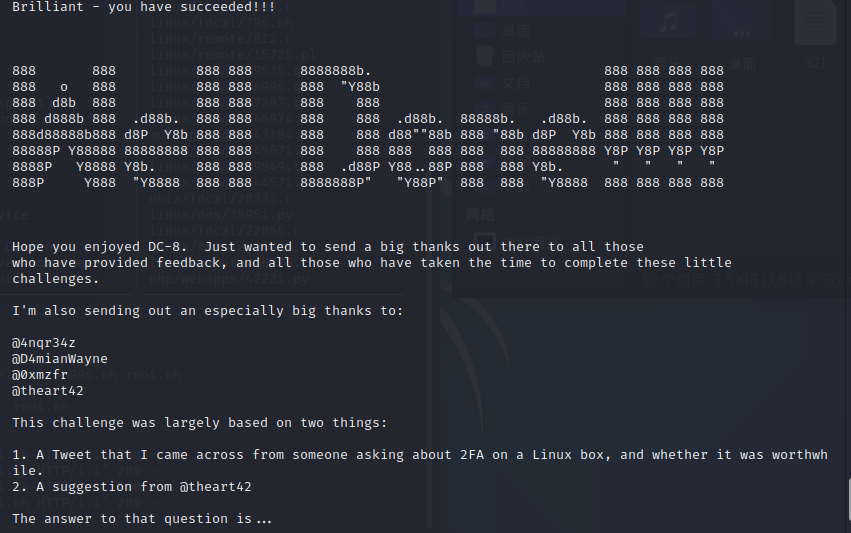 Brilliant - you have succeeded!!!
888       888          888 888      8888888b.                             888 888 888 888
888   o   888          888 888      888  "Y88b                            888 888 888 888
888  d8b  888          888 888      888    888                            888 888 888 888
888 d888b 888  .d88b.  888 888      888    888  .d88b.  88888b.   .d88b.  888 888 888 888
888d88888b888 d8P  Y8b 888 888      888    888 d88""88b 888 "88b d8P  Y8b 888 888 888 888
88888P Y88888 88888888 888 888      888    888 888  888 888  888 88888888 Y8P Y8P Y8P Y8P
8888P   Y8888 Y8b.     888 888      888  .d88P Y88..88P 888  888 Y8b.      "   "   "   "
888P     Y888  "Y8888  888 888      8888888P"   "Y88P"  888  888  "Y8888  888 888 888 888
Hope you enjoyed DC-8.  Just wanted to send a big thanks out there to all those
who have provided feedback, and all those who have taken the time to complete these little
challenges.
I'm also sending out an especially big thanks to:
@4nqr34z
@D4mianWayne
@0xmzfr
@theart42
This challenge was largely based on two things:
1. A Tweet that I came across from someone asking about 2FA on a Linux box, and whether it was worthwh
ile.
2. A suggestion from @theart42
The answer to that question is...